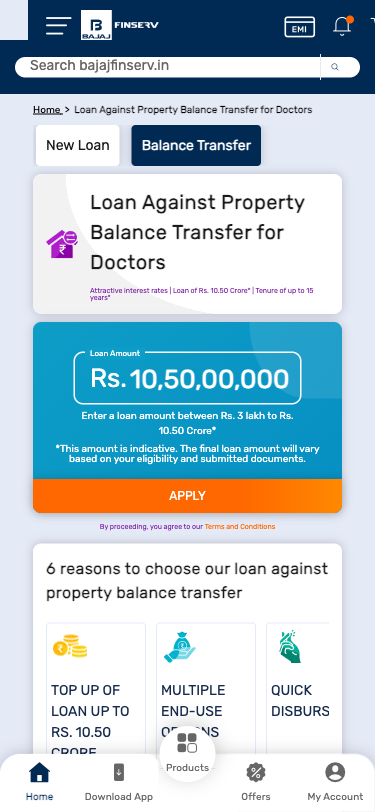 BAJAJ FINSERV
EMI
Search bajajfinserv.in
Home > Loan Against Property Balance Transfer for Doctors
New Loan
Balance Transfer
Loan Against Property
Balance Transfer for
Doctors
Attractive interest rates | Loan of Rs. 10.50 Crore* | Tenure of up to 15
years*
Loan Amount
Rs. 10,50,00,000
Enter a loan amount between Rs. 3 lakh to Rs.
10.50 Crore*
*This amount is indicative. The final loan amount will vary
based on your eligibility and submitted documents.
APPLY
By proceeding, you agree to our Terms and Conditions
6 reasons to choose our loan against
property balance transfer
TOP UP OF
LOAN UP TO
RS. 10.50
CRORE
MULTIPLE
END-USE
OPTIONS
QUICK
DISBURS
Home
Download App
Products
Offers
My Account